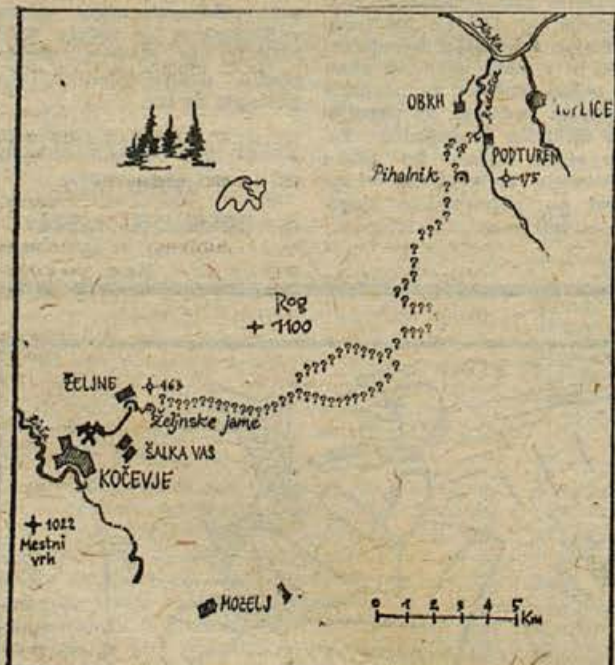 Krka
OBRH
TOPLICE
PODTUREN
175
Pihalnik
Rog
1100
ŽELJNE
463
Željnske jame
ŠALKA VAS
KOČEVJE
1022
Mestni
vrh
MOZELJ
0 1 2 3 4 5 Km